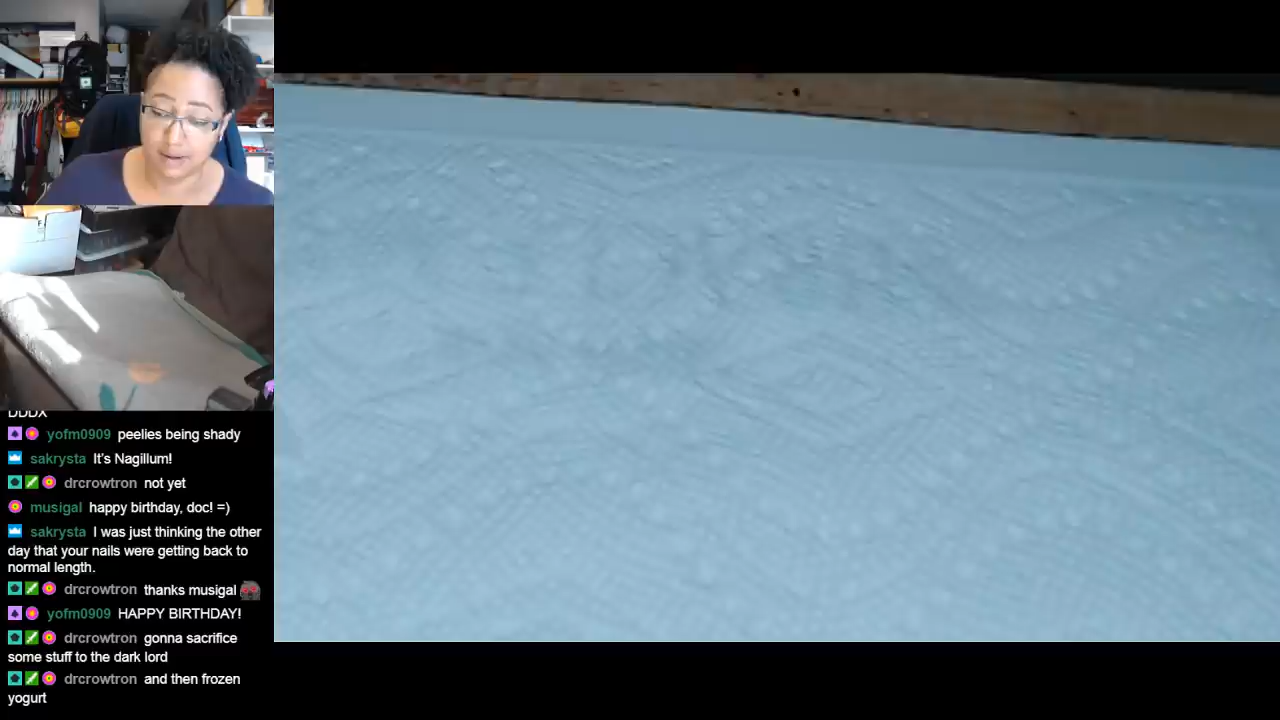 DDDX
yofm0909 peelies being shady
sakrysta It's Nagillum!
drcrowtron not yet
musigal happy birthday, doc! =)
sakrysta I was just thinking the other
day that your nails were getting back to
normal length.
drcrowtron thanks musigal
yofm0909 HAPPY BIRTHDAY!
drcrowtron gonna sacrifice
some stuff to the dark lord
drcrowtron and then frozen
yogurt